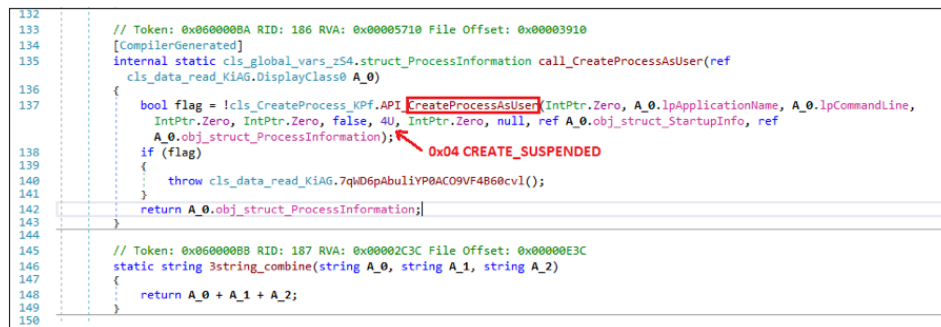 132
133 // Token: 0x060000BA RID: 186 RVA: 0x00005710 File Offset: 0x00003910
134 [CompilerGenerated]
135 internal static cls_global_vars_zS4.struct_ProcessInformation call_CreateProcessAsUser(ref
cls_data_read_KiAG.DisplayClass0 A_0)
136 {
137 bool flag = !cls_CreateProcess_KPf.API_CreateProcessAsUser(IntPtr.Zero, A_0.lpApplicationName, A_0.lpCommandLine,
IntPtr.Zero, IntPtr.Zero, false, 4U, IntPtr.Zero, null, ref A_0.obj_struct_StartupInfo, ref
A_0.obj_struct_ProcessInformation);
0x04 CREATE_SUSPENDED
138 if (flag)
139 {
140 throw cls_data_read_KiAG.7qWD6pAbuliYP0ACO9VF4B60cvl();
141 }
142 return A_0.obj_struct_ProcessInformation;
143 }
144
145 // Token: 0x060000BB RID: 187 RVA: 0x00002C3C File Offset: 0x00000E3C
146 static string 3string_combine(string A_0, string A_1, string A_2)
147 {
148 return A_0 + A_1 + A_2;
149 }
150